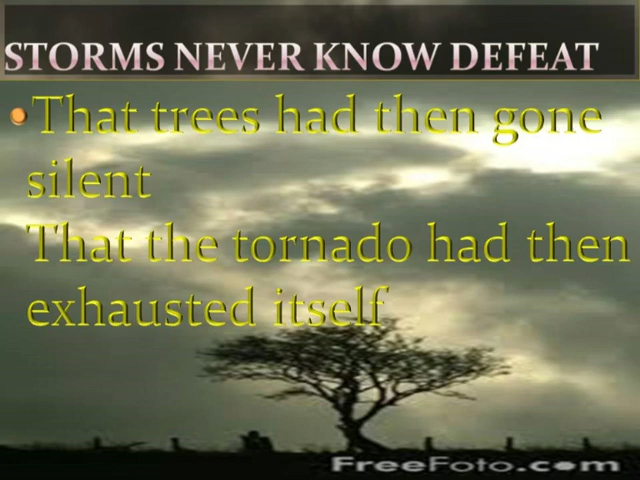 STORMS NEVER KNOW DEFEAT
•That trees had then gone
silent
That the tornado had then
exhausted itself
FreeFoto.com